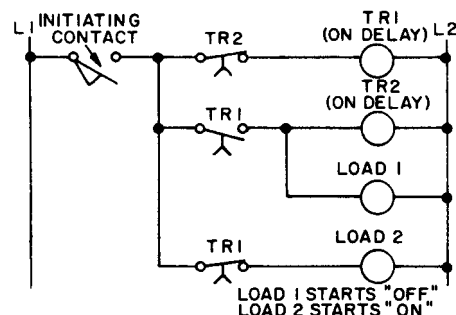 L1
INITIATING
CONTACT
TR2
TR1
(ON DELAY)
L2
TR1
TR2
(ON DELAY)
LOAD 1
TR1
LOAD 2
LOAD 1 STARTS "OFF"
LOAD 2 STARTS "ON"